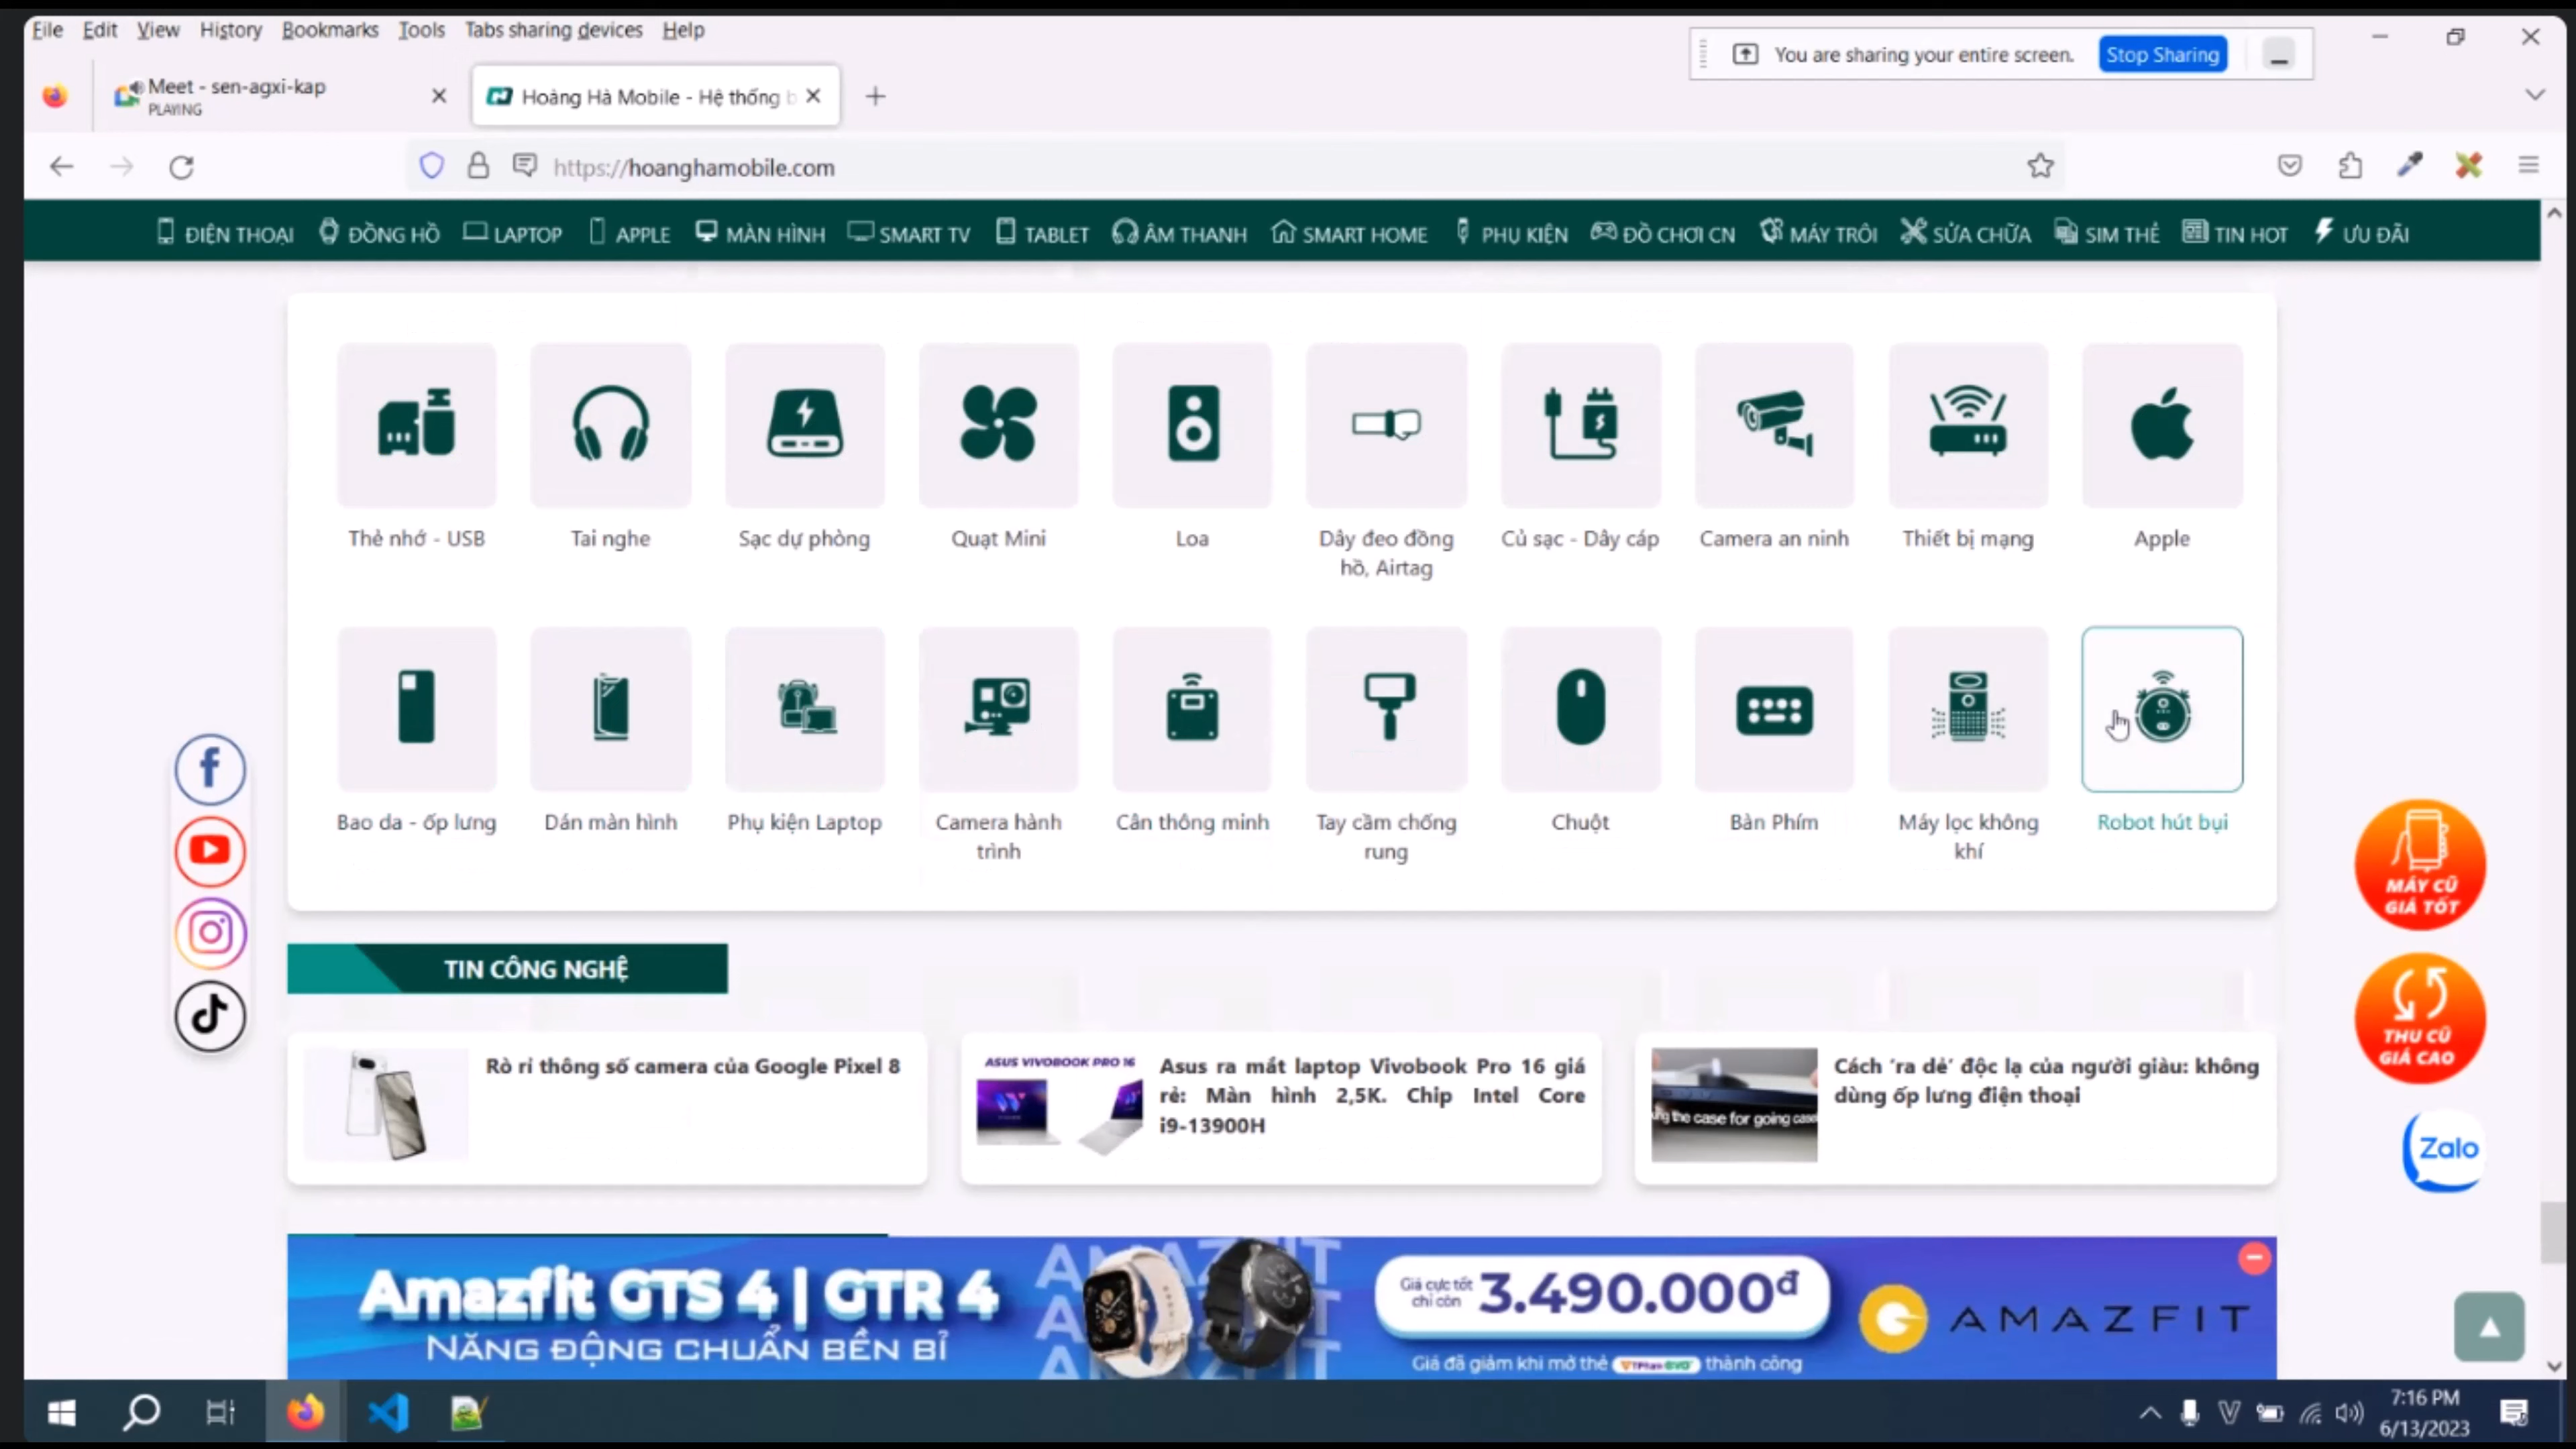 File Edit View History Bookmarks Tools Tabs sharing devices Help
You are sharing your entire screen. Stop Sharing
Meet - sen-agxi-kap
PLAYING
Hoàng Hà Mobile - Hệ thống b
https://hoanghamobile.com
ĐIỆN THOẠI ĐỒNG HỒ LAPTOP APPLE MÀN HÌNH SMART TV TABLET ÂM THANH SMART HOME PHỤ KIỆN ĐỒ CHƠI CN MÁY TRÔI SỬA CHỮA SIM THẺ TIN HOT ƯU ĐÃI
Thẻ nhớ - USB Tai nghe Sạc dự phòng Quạt Mini Loa Dây đeo đồng Củ sạc - Dây cáp Camera an ninh Thiết bị mạng Apple
hồ, Airtag
Bao da - ốp lưng Dán màn hình Phụ kiện Laptop Camera hành Cân thông minh Tay cầm chống Chuột Bàn Phím Máy lọc không Robot hút bụi
trình rung khí
MÁY CŨ
GIÁ TỐT
TIN CÔNG NGHỆ
THU CŨ
GIÁ CAO
Rò rỉ thông số camera của Google Pixel 8
ASUS VIVOBOOK PRO 16
Asus ra mắt laptop Vivobook Pro 16 giá
rẻ: Màn hình 2,5K. Chip Intel Core
i9-13900H
the case for going case
Cách ‘ra dẻ’ độc lạ của người giàu: không
dùng ốp lưng điện thoại
Zalo
Amazfit GTS 4 | GTR 4
NĂNG ĐỘNG CHUẨN BỀN BỈ
AMAZFIT
Giá cực tốt
chỉ còn
3.490.000đ
Giá đã giảm khi mở thẻ thành công
AMAZFIT
7:16 PM
6/13/2023